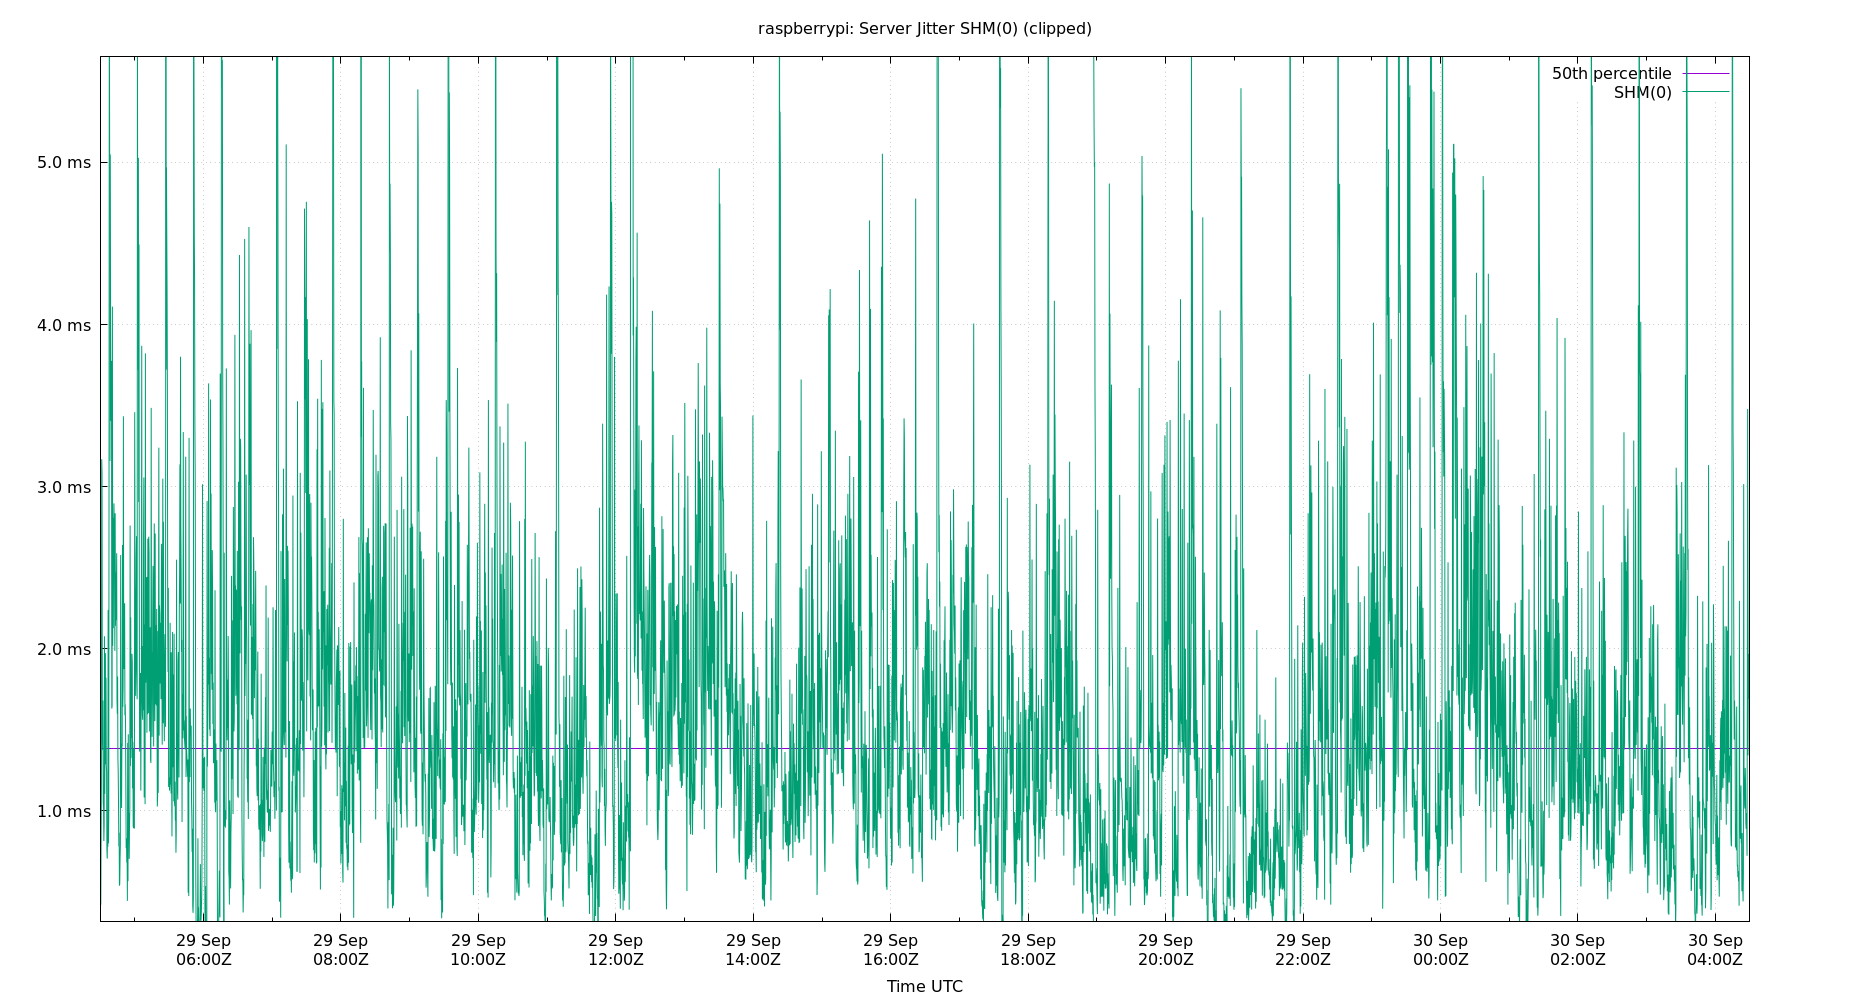 raspberrypi: Server Jitter SHM(0) (clipped)
50th percentile
SHM(0)
5.0 ms
4.0 ms
3.0 ms
2.0 ms
1.0 ms
29 Sep 29 Sep 29 Sep 29 Sep 29 Sep 29 Sep 29 Sep 29 Sep 29 Sep 30 Sep 30 Sep 30 Sep
06:00Z 08:00Z 10:00Z 12:00Z 14:00Z 16:00Z 18:00Z 20:00Z 22:00Z 00:00Z 02:00Z 04:00Z
Time UTC